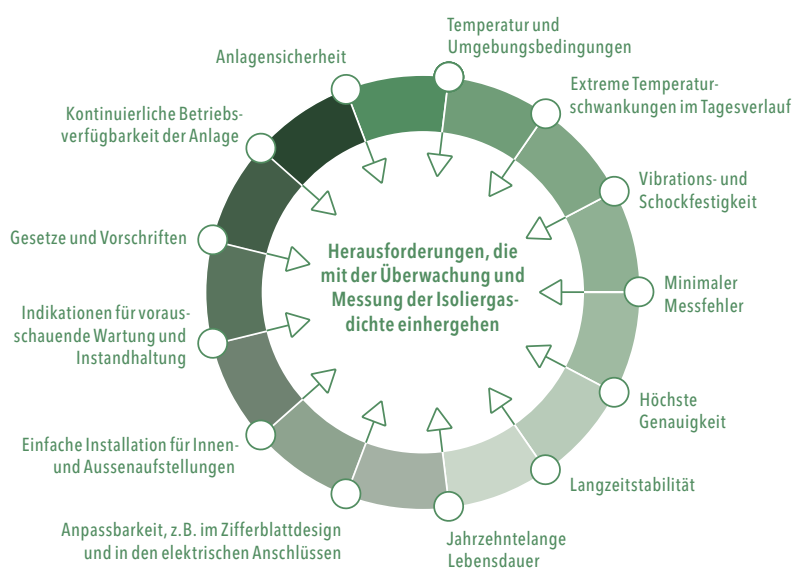 Temperatur und
Umgebungsbedingungen
Extreme Temperatur-
schwankungen im Tagesverlauf
Vibrations- und
Schockfestigkeit
Minimaler
Messfehler
Höchste
Genauigkeit
Langzeitstabilität
Jahrzehntelange
Lebensdauer
Anpassbarkeit, z.B. im Zifferblattdesign
und in den elektrischen Anschlüssen
Einfache Installation für Innen-
und Aussenaufstellungen
Indikationen für voraus-
schauende Wartung und
Instandhaltung
Gesetze und Vorschriften
Kontinuierliche Betriebs-
verfügbarkeit der Anlage
Anlagensicherheit
Herausforderungen, die
mit der Überwachung und
Messung der Isoliergas-
dichte einhergehen